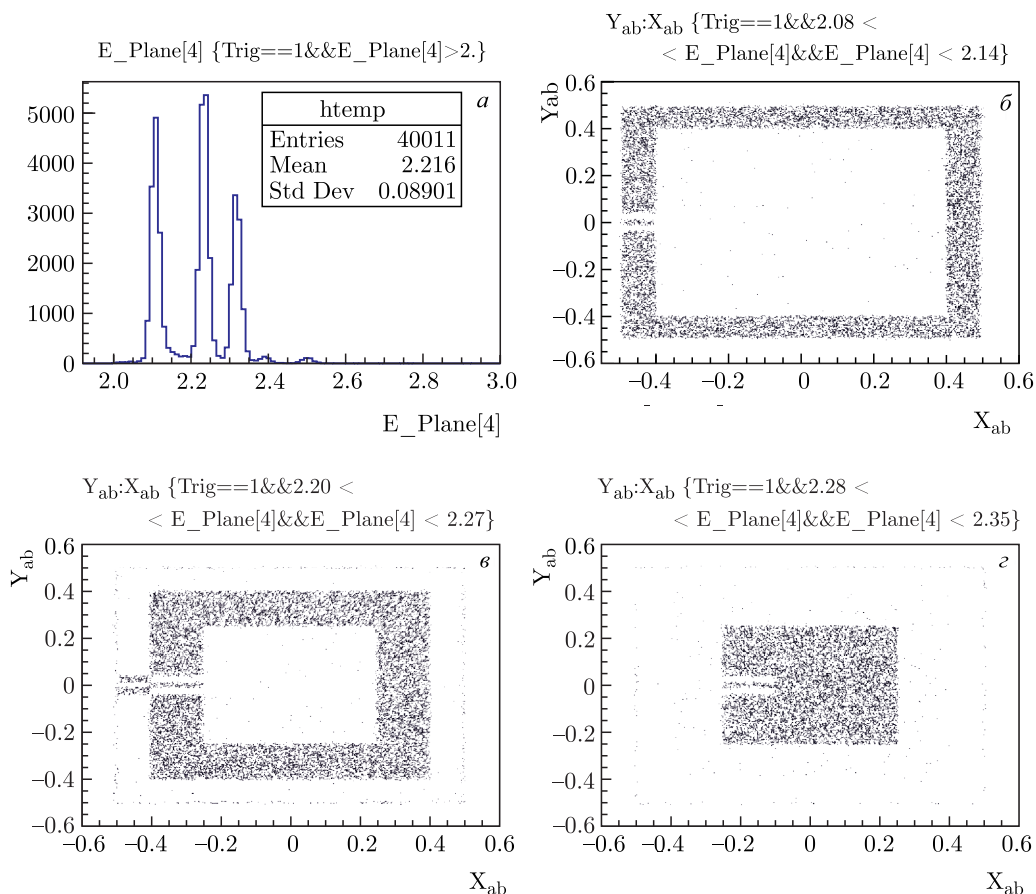 E_Plane[4] {Trig==1&&E_Plane[4]>2.}
а
htemp
Entries 40011
Mean 2.216
Std Dev 0.08901
5000
4000
3000
2000
1000
0
2.0 2.2 2.4 2.6 2.8 3.0
E_Plane[4]
Y_ab:X_ab {Trig==1&&2.08 <
< E_Plane[4]&&E_Plane[4] < 2.14}
б
Yab
0.6
0.4
0.2
0
−0.2
−0.4
−0.6
−0.4 −0.2 0 0.2 0.4 0.6
X_ab
Y_ab:X_ab {Trig==1&&2.20 <
< E_Plane[4]&&E_Plane[4] < 2.27}
в
Y_ab
0.6
0.4
0.2
0
−0.2
−0.4
−0.6
−0.6 −0.4 −0.2 0 0.2 0.4 0.6
X_ab
Y_ab:X_ab {Trig==1&&2.28 <
< E_Plane[4]&&E_Plane[4] < 2.35}
г
Y_ab
0.6
0.4
0.2
0
−0.2
−0.4
−0.6
−0.6 −0.4 −0.2 0 0.2 0.4 0.6
X_ab